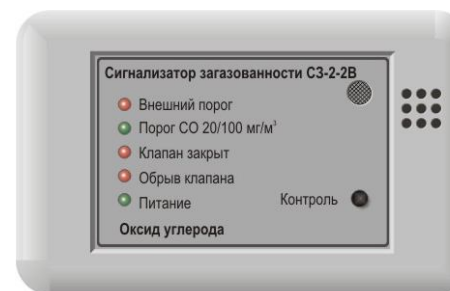 Сигнализатор загазованности СЗ-2-2В
Внешний порог
Порог СО 20/100 мг/м³
Клапан закрыт
Обрыв клапана
Питание
Контроль
Оксид углерода